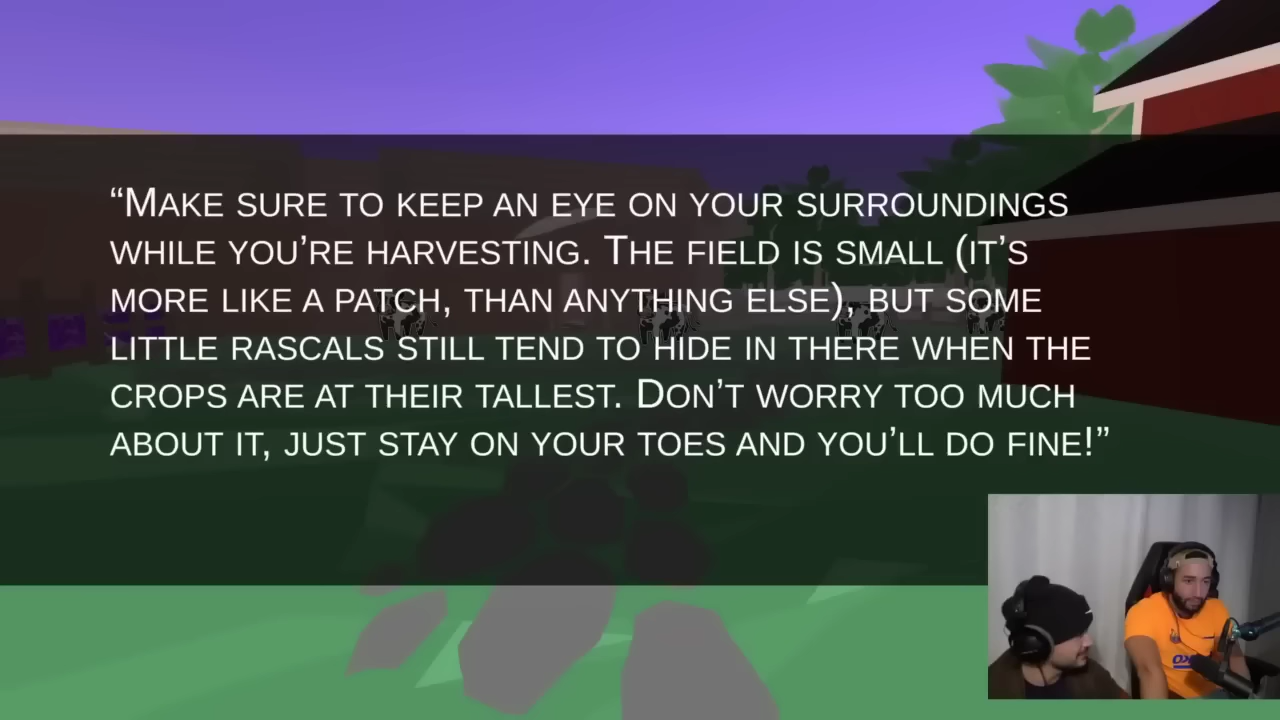 “Make sure to keep an eye on your surroundings
while you’re harvesting. The field is small (it’s
more like a patch, than anything else), but some
little rascals still tend to hide in there when the
crops are at their tallest. Don’t worry too much
about it, just stay on your toes and you’ll do fine!”